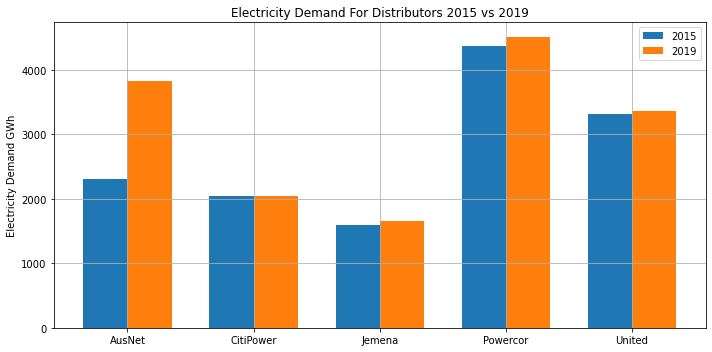 Electricity Demand For Distributors 2015 vs 2019
2015
2019
Electricity Demand GWh
4000
3000
2000
1000
0
AusNet
CitiPower
Jemena
Powercor
United